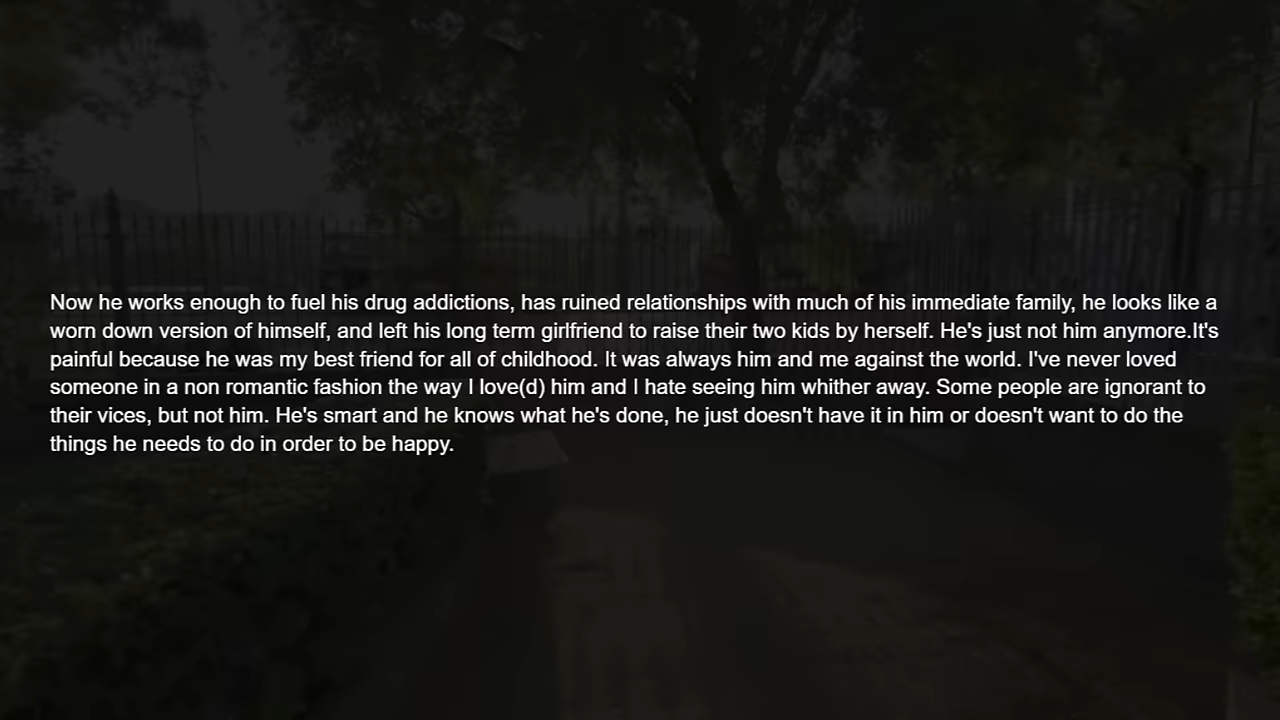 Now he works enough to fuel his drug addictions, has ruined relationships with much of his immediate family, he looks like a
worn down version of himself, and left his long term girlfriend to raise their two kids by herself. He's just not him anymore.It's
painful because he was my best friend for all of childhood. It was always him and me against the world. I've never loved
someone in a non romantic fashion the way I love(d) him and I hate seeing him whither away. Some people are ignorant to
their vices, but not him. He's smart and he knows what he's done, he just doesn't have it in him or doesn't want to do the
things he needs to do in order to be happy.